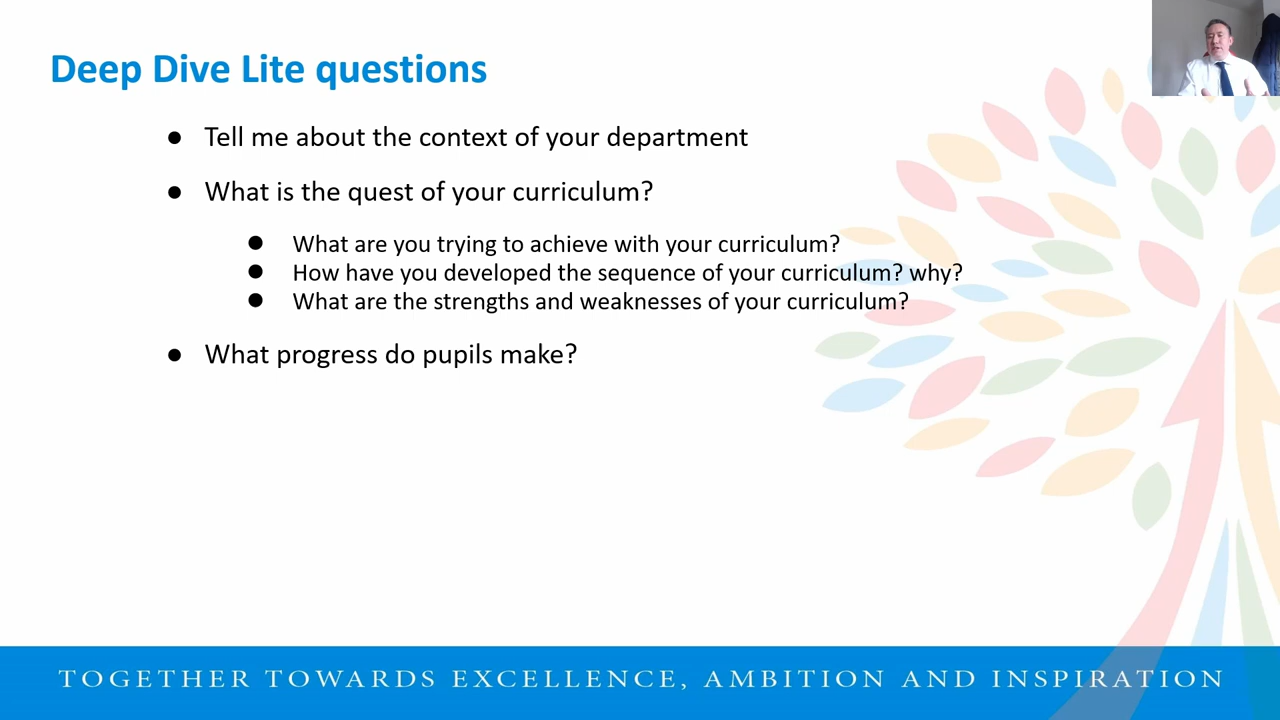 Deep Dive Lite questions
● Tell me about the context of your department
● What is the quest of your curriculum?
● What are you trying to achieve with your curriculum?
● How have you developed the sequence of your curriculum? why?
● What are the strengths and weaknesses of your curriculum?
● What progress do pupils make?
TOGETHER TOWARDS EXCELLENCE, AMBITION AND INSPIRATION